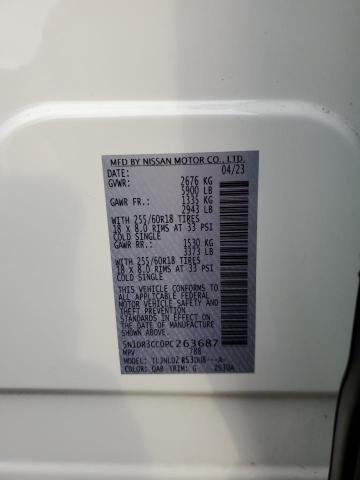 MFD BY NISSAN MOTOR CO., LTD.
DATE: 04/23
GVWR: 2676 KG
5900 LB
GAWR FR.: 1335 KG
2943 LB
WITH 255/60R18 TIRES
18 x 8.0 RIMS AT 33 PSI
COLD SINGLE
GAWR RR.: 1530 KG
3373 LB
WITH 255/60R18 TIRES
18 x 8.0 RIMS AT 33 PSI
COLD SINGLE
THIS VEHICLE CONFORMS TO ALL
APPLICABLE FEDERAL MOTOR
VEHICLE SAFETY AND
THEFT PREVENTION
STANDARDS IN EFFECT ON
THE DATE OF MANUFACTURE
SHOWN ABOVE.
5N1DR3CC0PC263687
MPV 788
MODEL:
COLOR: QAB TRIM: G